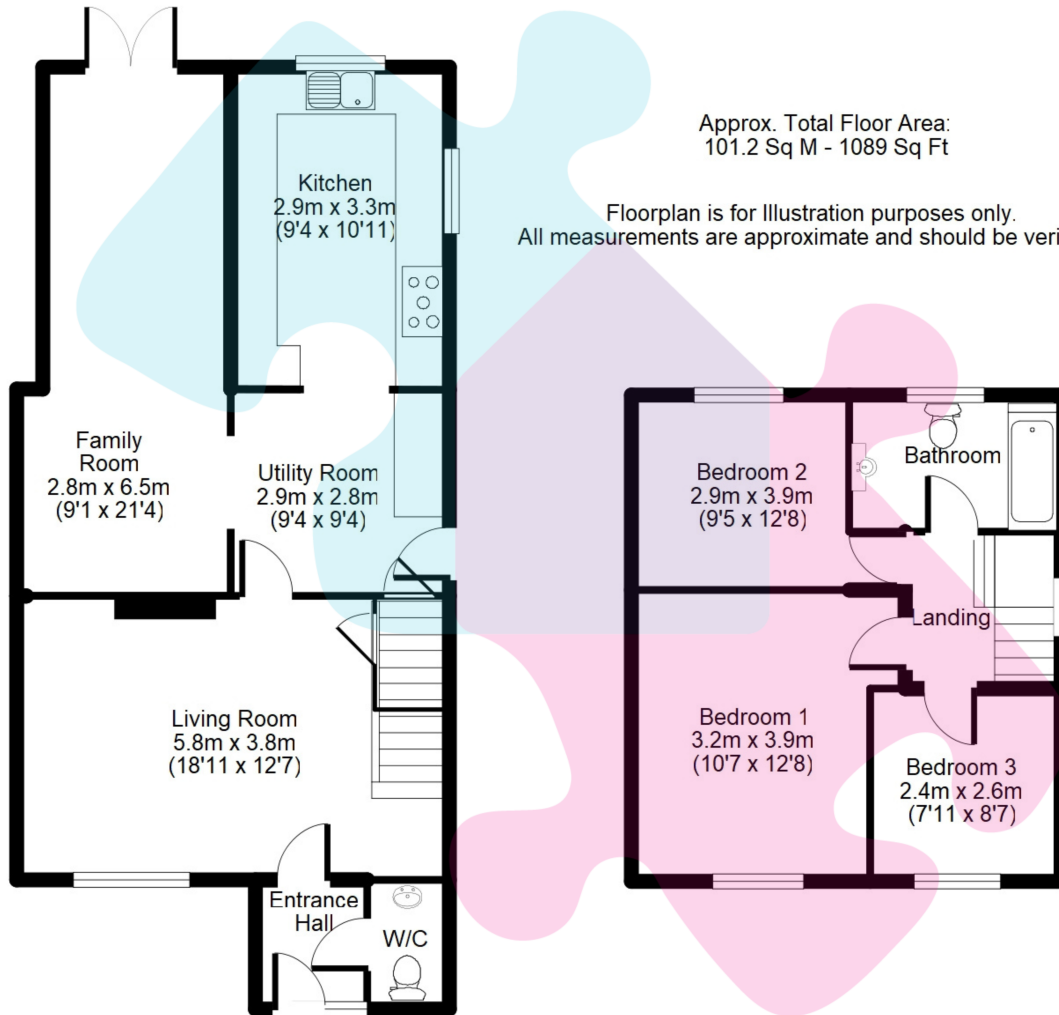 Approx. Total Floor Area:
101.2 Sq M - 1089 Sq Ft
Floorplan is for Illustration purposes only.
All measurements are approximate and should be veri
Kitchen
2.9m x 3.3m
(9'4 x 10'11)
Family
Room
2.8m x 6.5m
(9'1 x 21'4)
Utility Room
2.9m x 2.8m
(9'4 x 9'4)
Living Room
5.8m x 3.8m
(18'11 x 12'7)
Entrance
Hall
W/C
Bedroom 2
2.9m x 3.9m
(9'5 x 12'8)
Bathroom
Landing
Bedroom 1
3.2m x 3.9m
(10'7 x 12'8)
Bedroom 3
2.4m x 2.6m
(7'11 x 8'7)